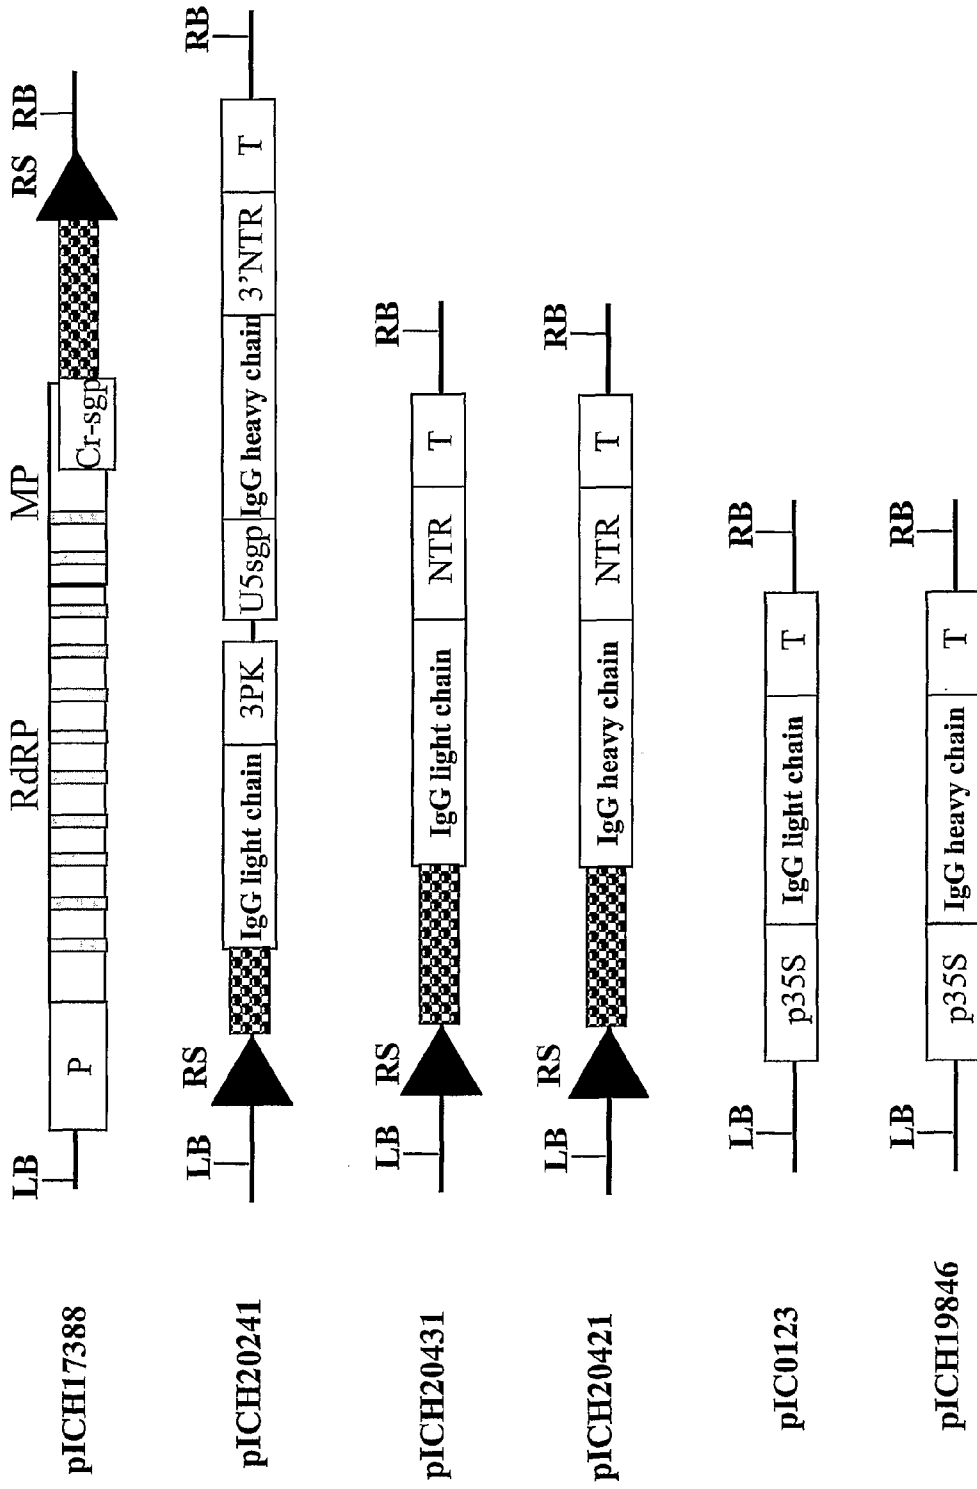 pICH17388
LB P RdRP MP Cr-sgp RS RB
pICH20241
LB RS IgG light chain 3PK U5sgp IgG heavy chain 3’NTR T RB
pICH20431
LB RS IgG light chain NTR T RB
pICH20421
LB RS IgG heavy chain NTR T RB
pIC0123
LB p35S IgG light chain T RB
pICH19846
LB p35S IgG heavy chain T RB